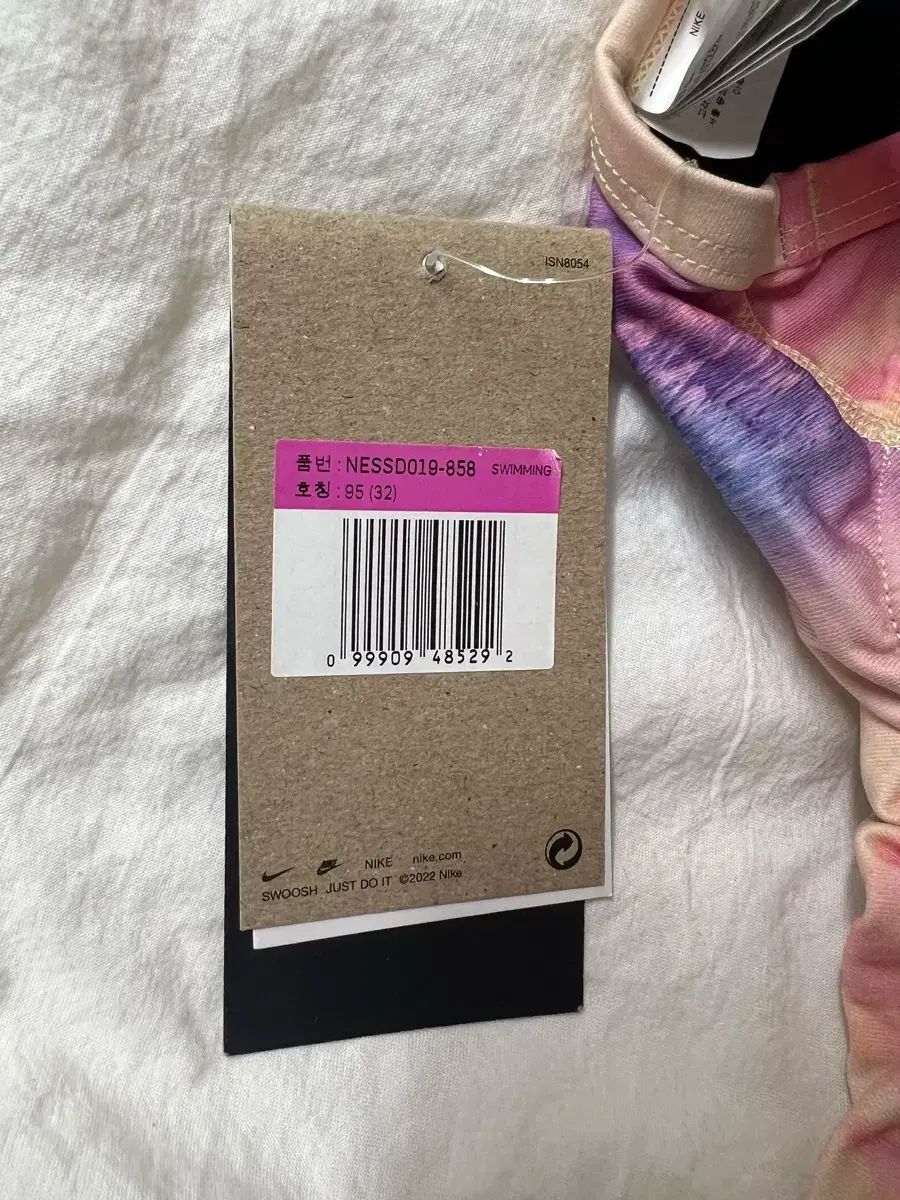 NIKE
ISN8054
품번 : NESSD019-858 SWIMMING
호칭 : 95 (32)
0 99909 48529 2
NIKE nike.com
SWOOSH JUST DO IT ©2022 Nike